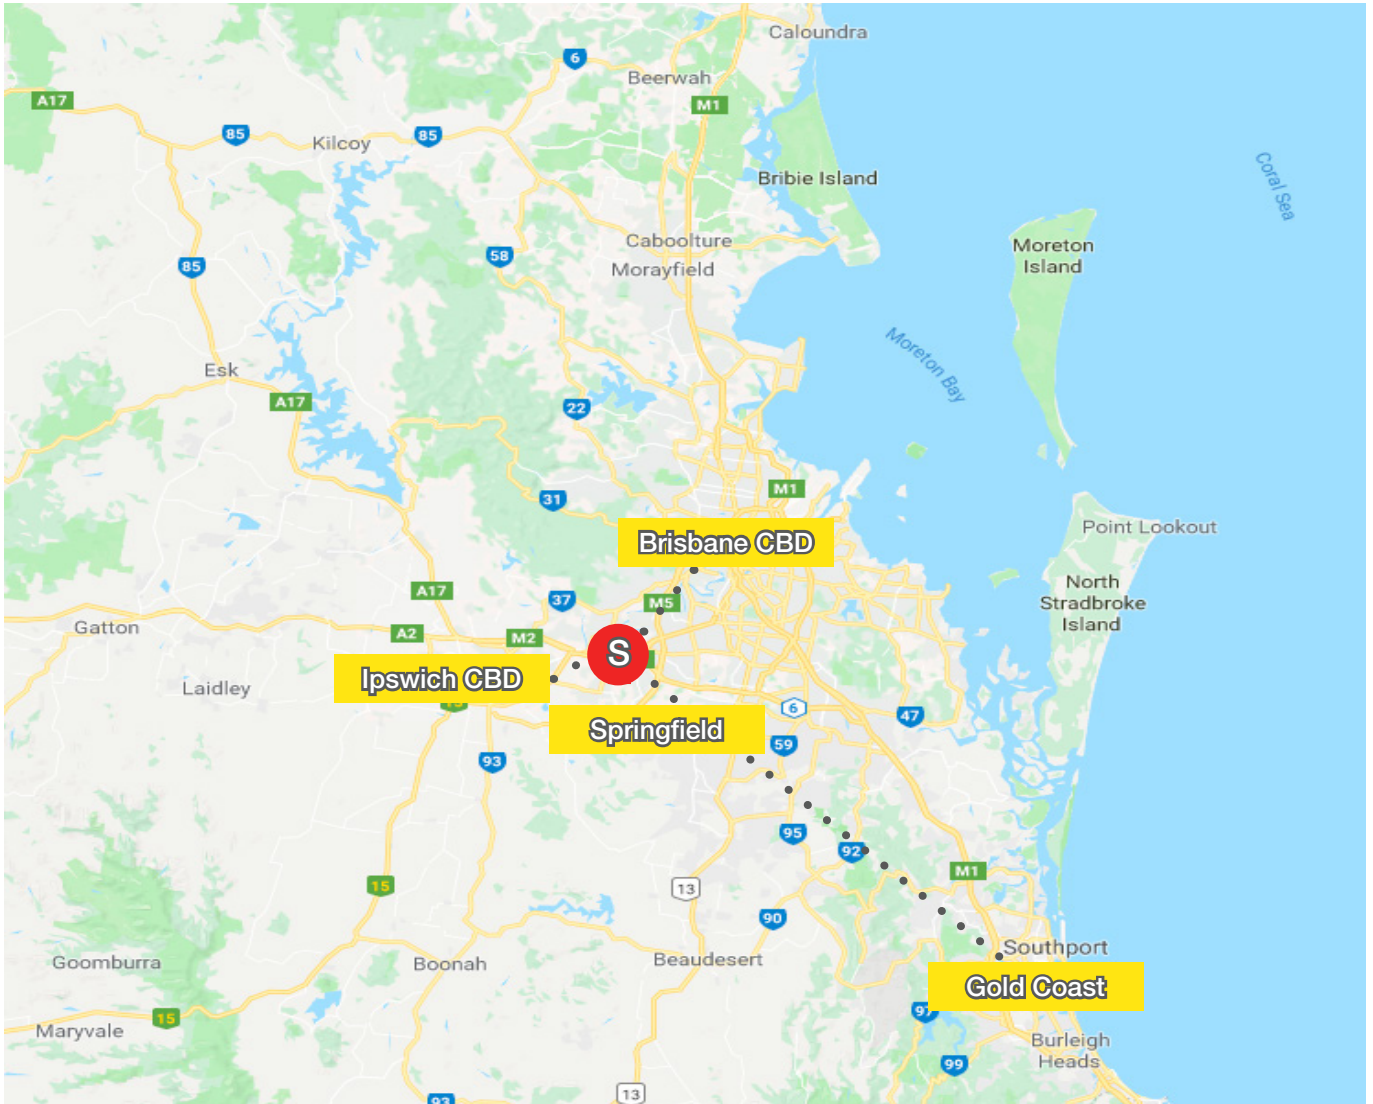 Caloundra
6
Beerwah
A17
M1
85
85
Kilcoy
Bribie Island
Coral Sea
Caboolture
Moreton
Island
58
85
Morayfield
Moreton Bay
Esk
A17
22
M1
31
Point Lookout
Brisbane CBD
North
Stradbroke
Island
A17
37
M5
Gatton
A2
M2
S
Ipswich CBD
Laidley
15
6
47
Springfield
59
93
95
92
M1
15
13
90
Southport
Goomburra
Boonah
Beaudesert
Gold Coast
97
15
Maryvale
Burleigh
Heads
99
13
93